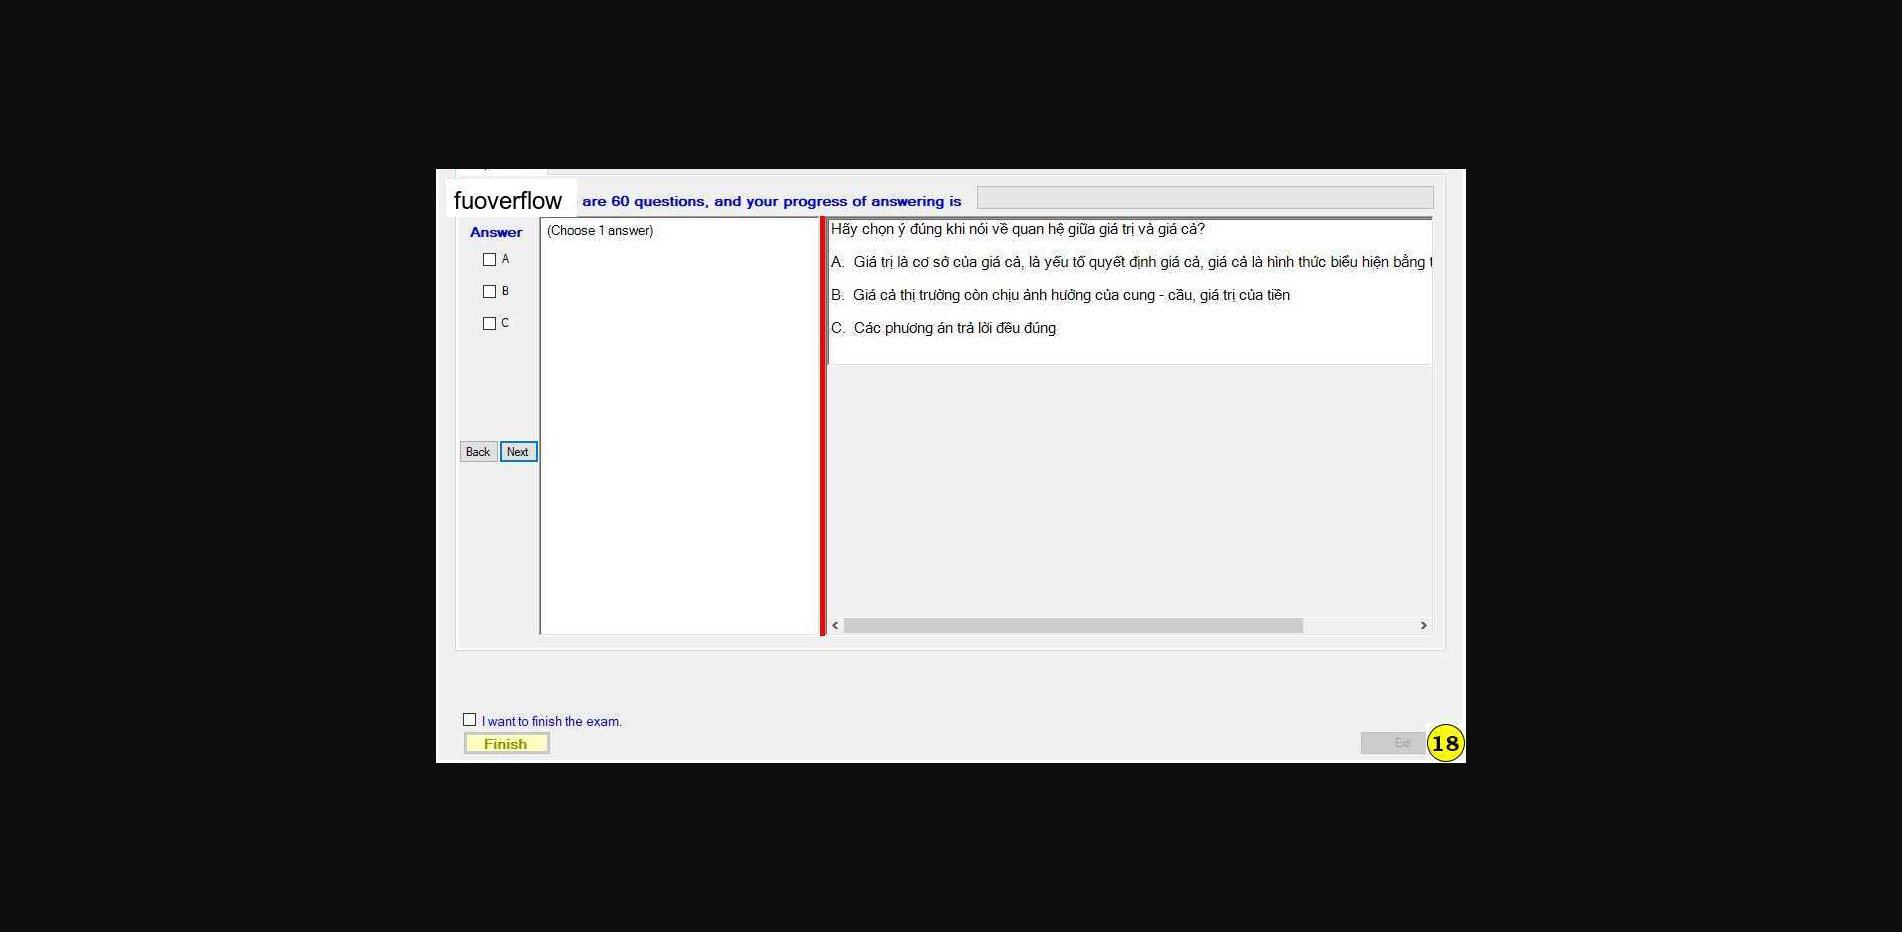 fuoverflow are 60 questions, and your progress of answering is
Answer
A
B
C
Back Next
(Choose 1 answer)
Hãy chọn ý đúng khi nói về quan hệ giữa giá trị và giá cả?
A. Giá trị là cơ sở của giá cả, là yếu tố quyết định giá cả, giá cả là hình thức biểu hiện bằng
B. Giá cả thị trường còn chịu ảnh hưởng của cung - cầu, giá trị của tiền
C. Các phương án trả lời đều đúng
I want to finish the exam.
Finish
Exit
18